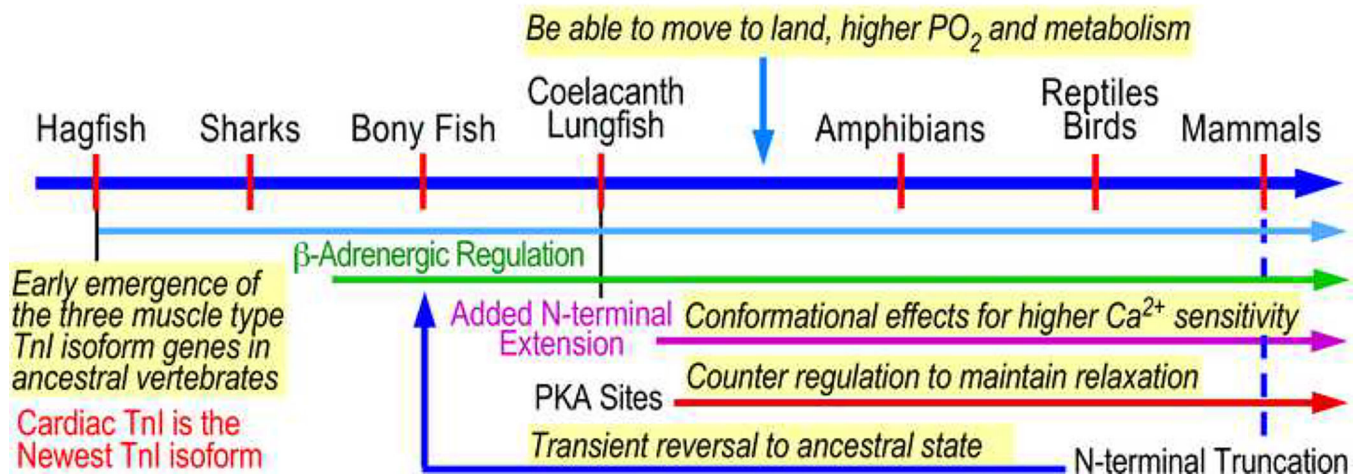 Be able to move to land, higher PO₂ and metabolism
Hagfish
Sharks
Bony Fish
Coelacanth
Lungfish
Amphibians
Reptiles
Birds
Mammals
β-Adrenergic Regulation
Early emergence of
the three muscle type
TnI isoform genes in
ancestral vertebrates
Cardiac TnI is the
Newest TnI isoform
Added N-terminal
Extension
Conformational effects for higher Ca²⁺ sensitivity
PKA Sites
Counter regulation to maintain relaxation
Transient reversal to ancestral state
N-terminal Truncation